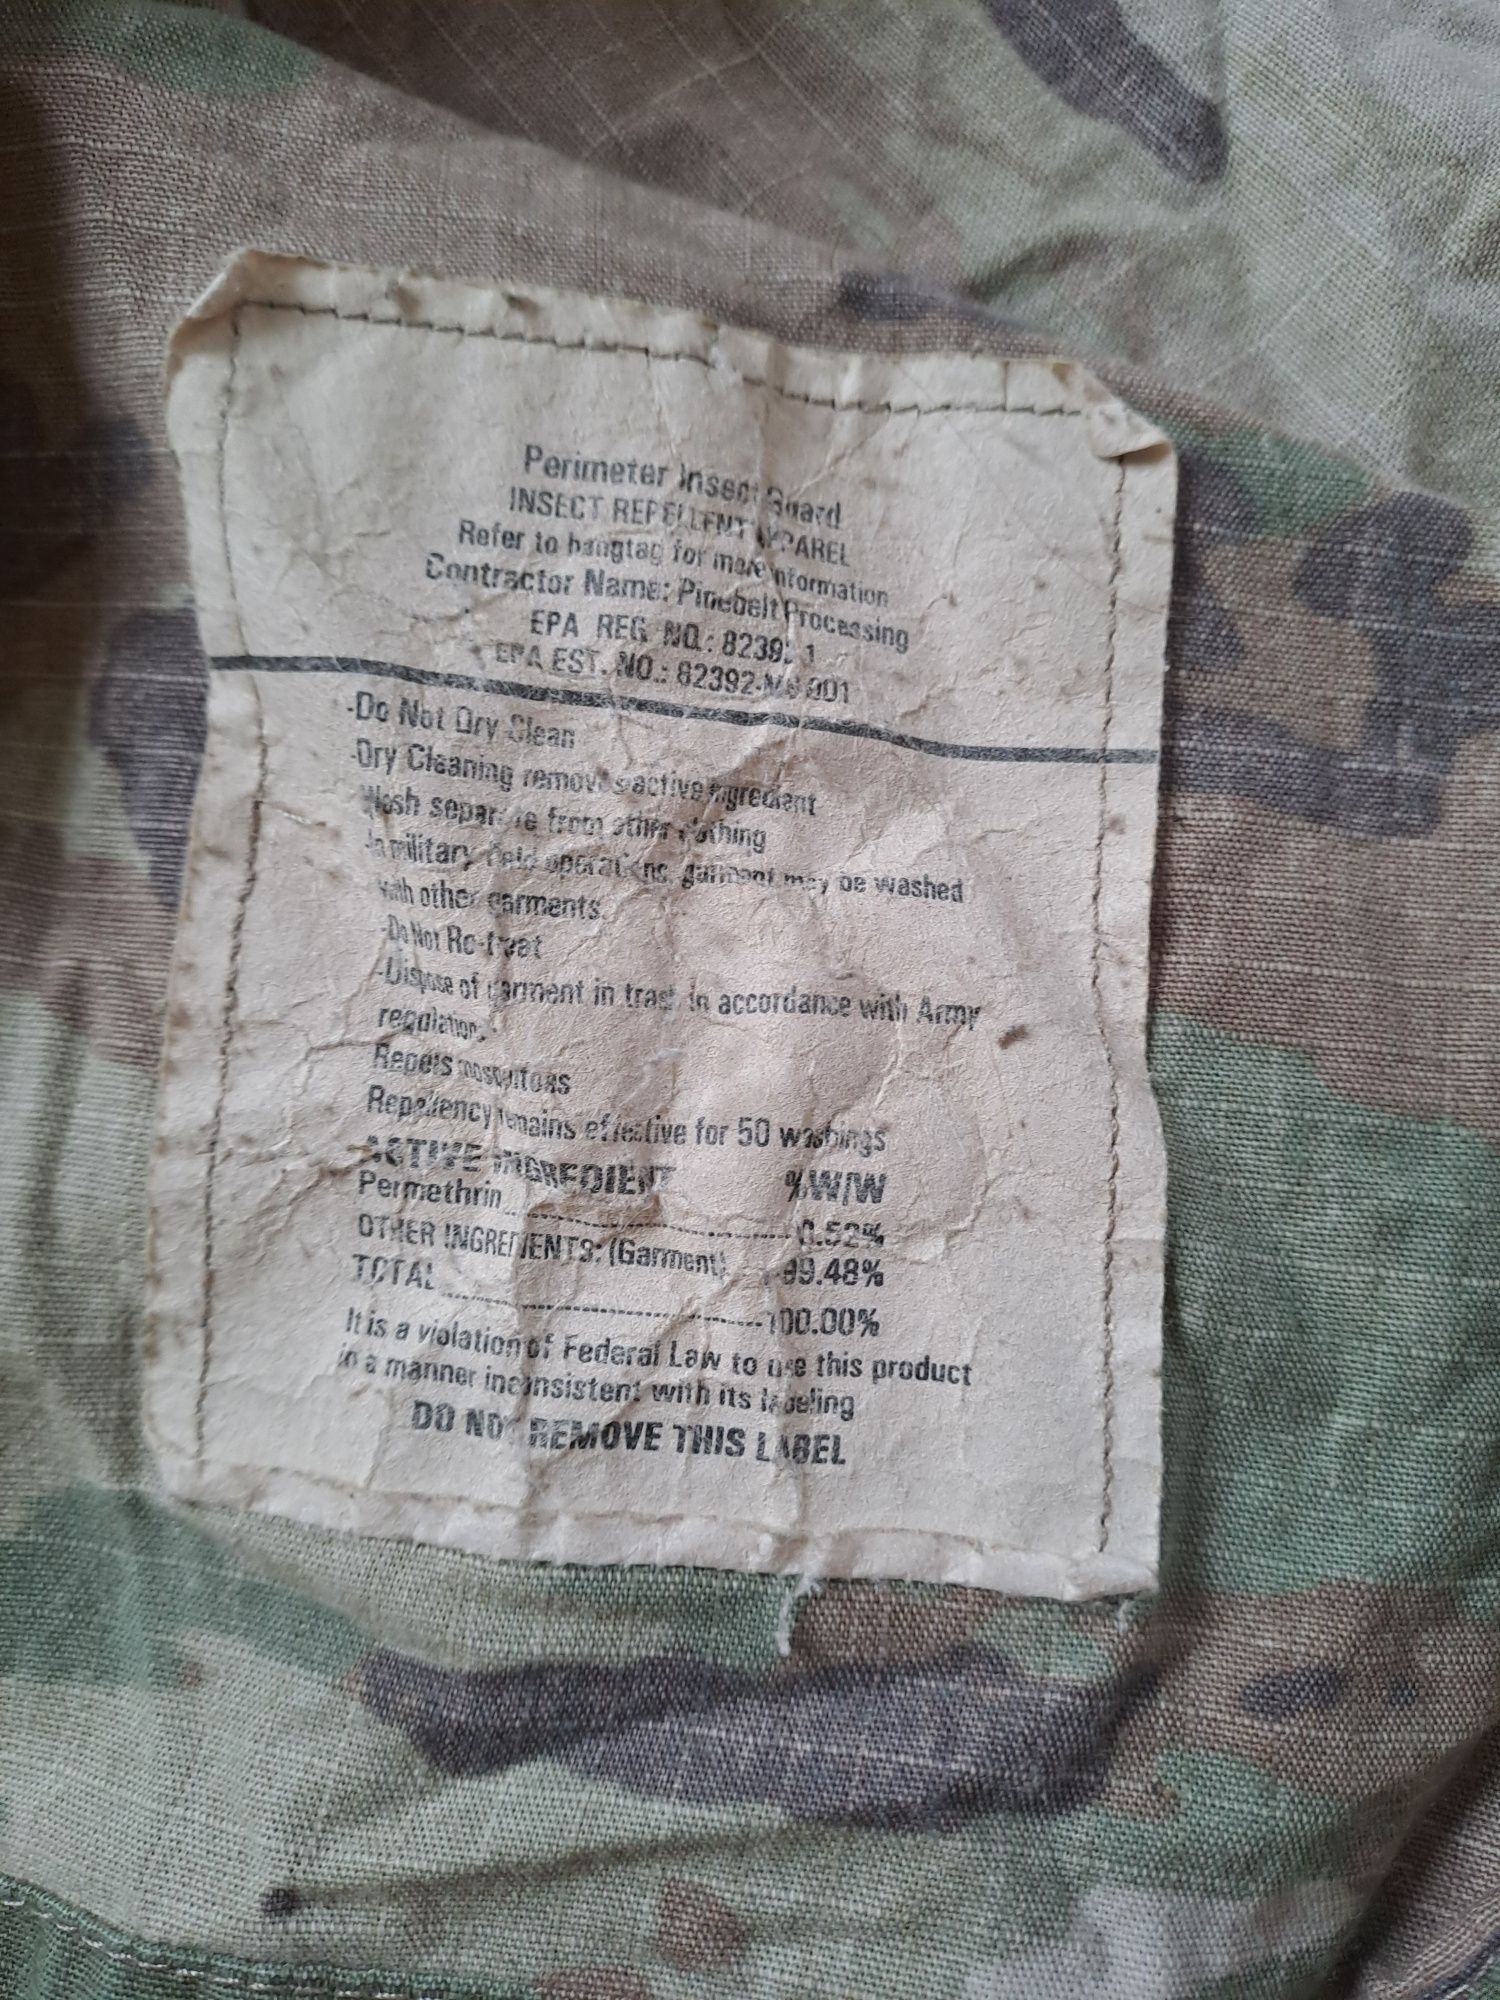 Perimeter Insect Guard
INSECT REPELLENT APPAREL
Refer to hangtag for more information
Contractor Name: Pinebelt Processing
EPA REG NO.: 8239 1
EPA EST. NO.: 82392- 001
-Do Not Dry Clean
-Dry Cleaning removes active ingredient
Wash separate from other clothing
-In military field operations, garment may be washed
with other garments.
-Do Not Re-treat
-Dispose of garment in trash in accordance with Army
regulations
Repels mosquitoes
Repellency remains effective for 50 washings
ACTIVE INGREDIENT %W/W
Permethrin 0.52%
OTHER INGREDIENTS: (Garment) 99.48%
TOTAL 100.00%
It is a violation of Federal Law to use this product
in a manner inconsistent with its labeling
DO NOT REMOVE THIS LABEL